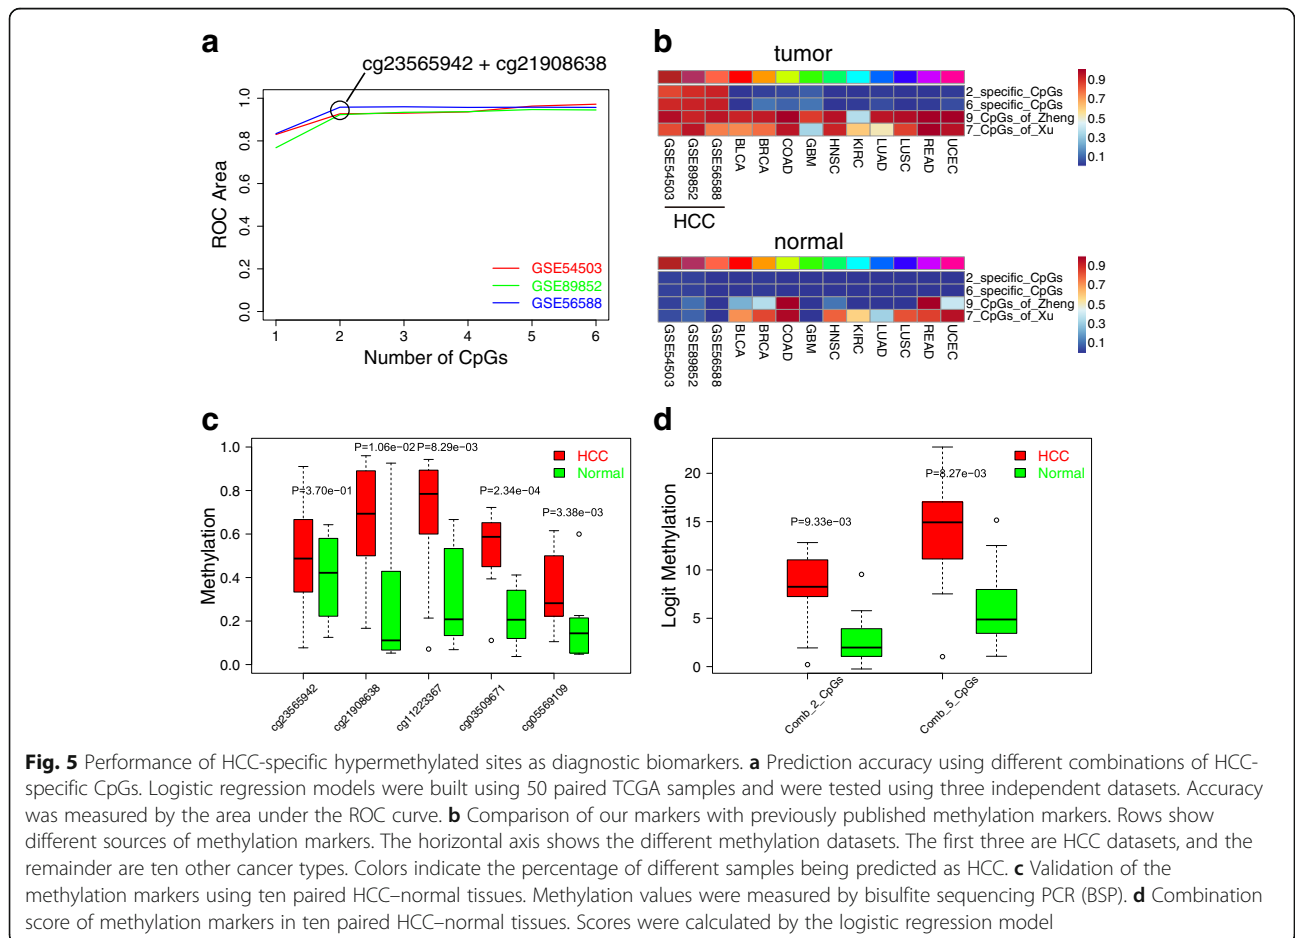 a
cg23565942 + cg21908638
ROC Area
0.0
0.2
0.4
0.6
0.8
1.0
GSE54503
GSE89852
GSE56588
1 2 3 4 5 6
Number of CpGs
b
tumor
2_specific_CpGs
6_specific_CpGs
9_CpGs_of_Zheng
7_CpGs_of_Xu
0.9
0.7
0.5
0.3
0.1
GSE54503
GSE89852
GSE56588
BLCA
BRCA
COAD
GBM
HNSC
KIRC
LUAD
LUSC
READ
UCEC
HCC
normal
2_specific_CpGs
6_specific_CpGs
9_CpGs_of_Zheng
7_CpGs_of_Xu
0.9
0.7
0.5
0.3
0.1
GSE54503
GSE89852
GSE56588
BLCA
BRCA
COAD
GBM
HNSC
KIRC
LUAD
LUSC
READ
UCEC
c
Methylation
0.0
0.2
0.4
0.6
0.8
1.0
P=3.70e−01
P=1.06e−02
P=8.29e−03
P=2.34e−04
P=3.38e−03
HCC
Normal
cg23565942
cg21908638
cg11223367
cg03509671
cg05569109
d
Logit Methylation
0
5
10
15
20
P=9.33e−03
P=8.27e−03
HCC
Normal
Comb_2_CpGs
Comb_5_CpGs
Fig. 5 Performance of HCC-specific hypermethylated sites as diagnostic biomarkers. a Prediction accuracy using different combinations of HCC-
specific CpGs. Logistic regression models were built using 50 paired TCGA samples and were tested using three independent datasets. Accuracy
was measured by the area under the ROC curve. b Comparison of our markers with previously published methylation markers. Rows show
different sources of methylation markers. The horizontal axis shows the different methylation datasets. The first three are HCC datasets, and the
remainder are ten other cancer types. Colors indicate the percentage of different samples being predicted as HCC. c Validation of the
methylation markers using ten paired HCC–normal tissues. Methylation values were measured by bisulfite sequencing PCR (BSP). d Combination
score of methylation markers in ten paired HCC–normal tissues. Scores were calculated by the logistic regression model